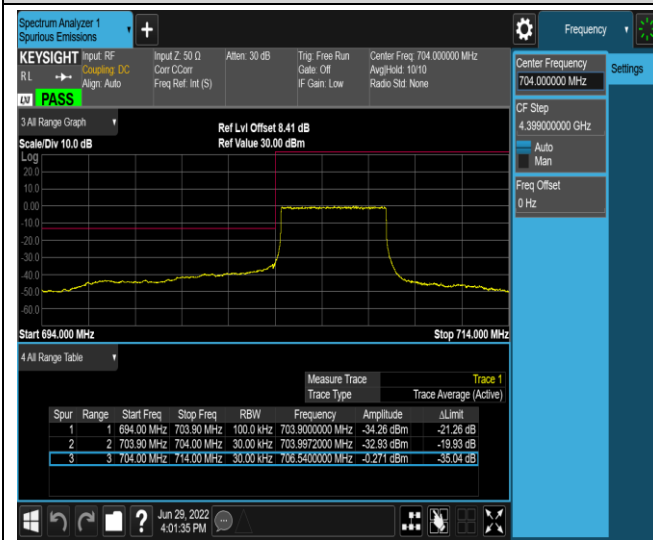 Spectrum Analyzer 1
Spurious Emissions
+
Frequency
KEYSIGHT Input: RF Input Z: 50 Ω Atten: 30 dB Trig: Free Run Center Freq: 704.000000 MHz
RL Coupling: DC Corr CCorr Gate: Off Avg|Hold: 10/10
Align: Auto Freq Ref: Int (S) IF Gain: Low Radio Std: None
LXI PASS
Center Frequency
704.000000 MHz
Settings
CF Step
4.399000000 GHz
Auto
Man
Freq Offset
0 Hz
3 All Range Graph
Scale/Div 10.0 dB
Ref Lvl Offset 8.41 dB
Ref Value 30.00 dBm
Log
20.0
10.0
0.00
-10.0
-20.0
-30.0
-40.0
-50.0
-60.0
Start 694.000 MHz Stop 714.000 MHz
4 All Range Table
Measure Trace Trace 1
Trace Type Trace Average (Active)
Spur Range Start Freq Stop Freq RBW Frequency Amplitude ΔLimit
1 1 694.00 MHz 703.90 MHz 100.0 kHz 703.9000000 MHz -34.26 dBm -21.26 dB
2 2 703.90 MHz 704.00 MHz 30.00 kHz 703.9972000 MHz -32.93 dBm -19.93 dB
3 3 704.00 MHz 714.00 MHz 30.00 kHz 706.5400000 MHz -0.271 dBm -35.04 dB
?
Jun 29, 2022
4:01:35 PM